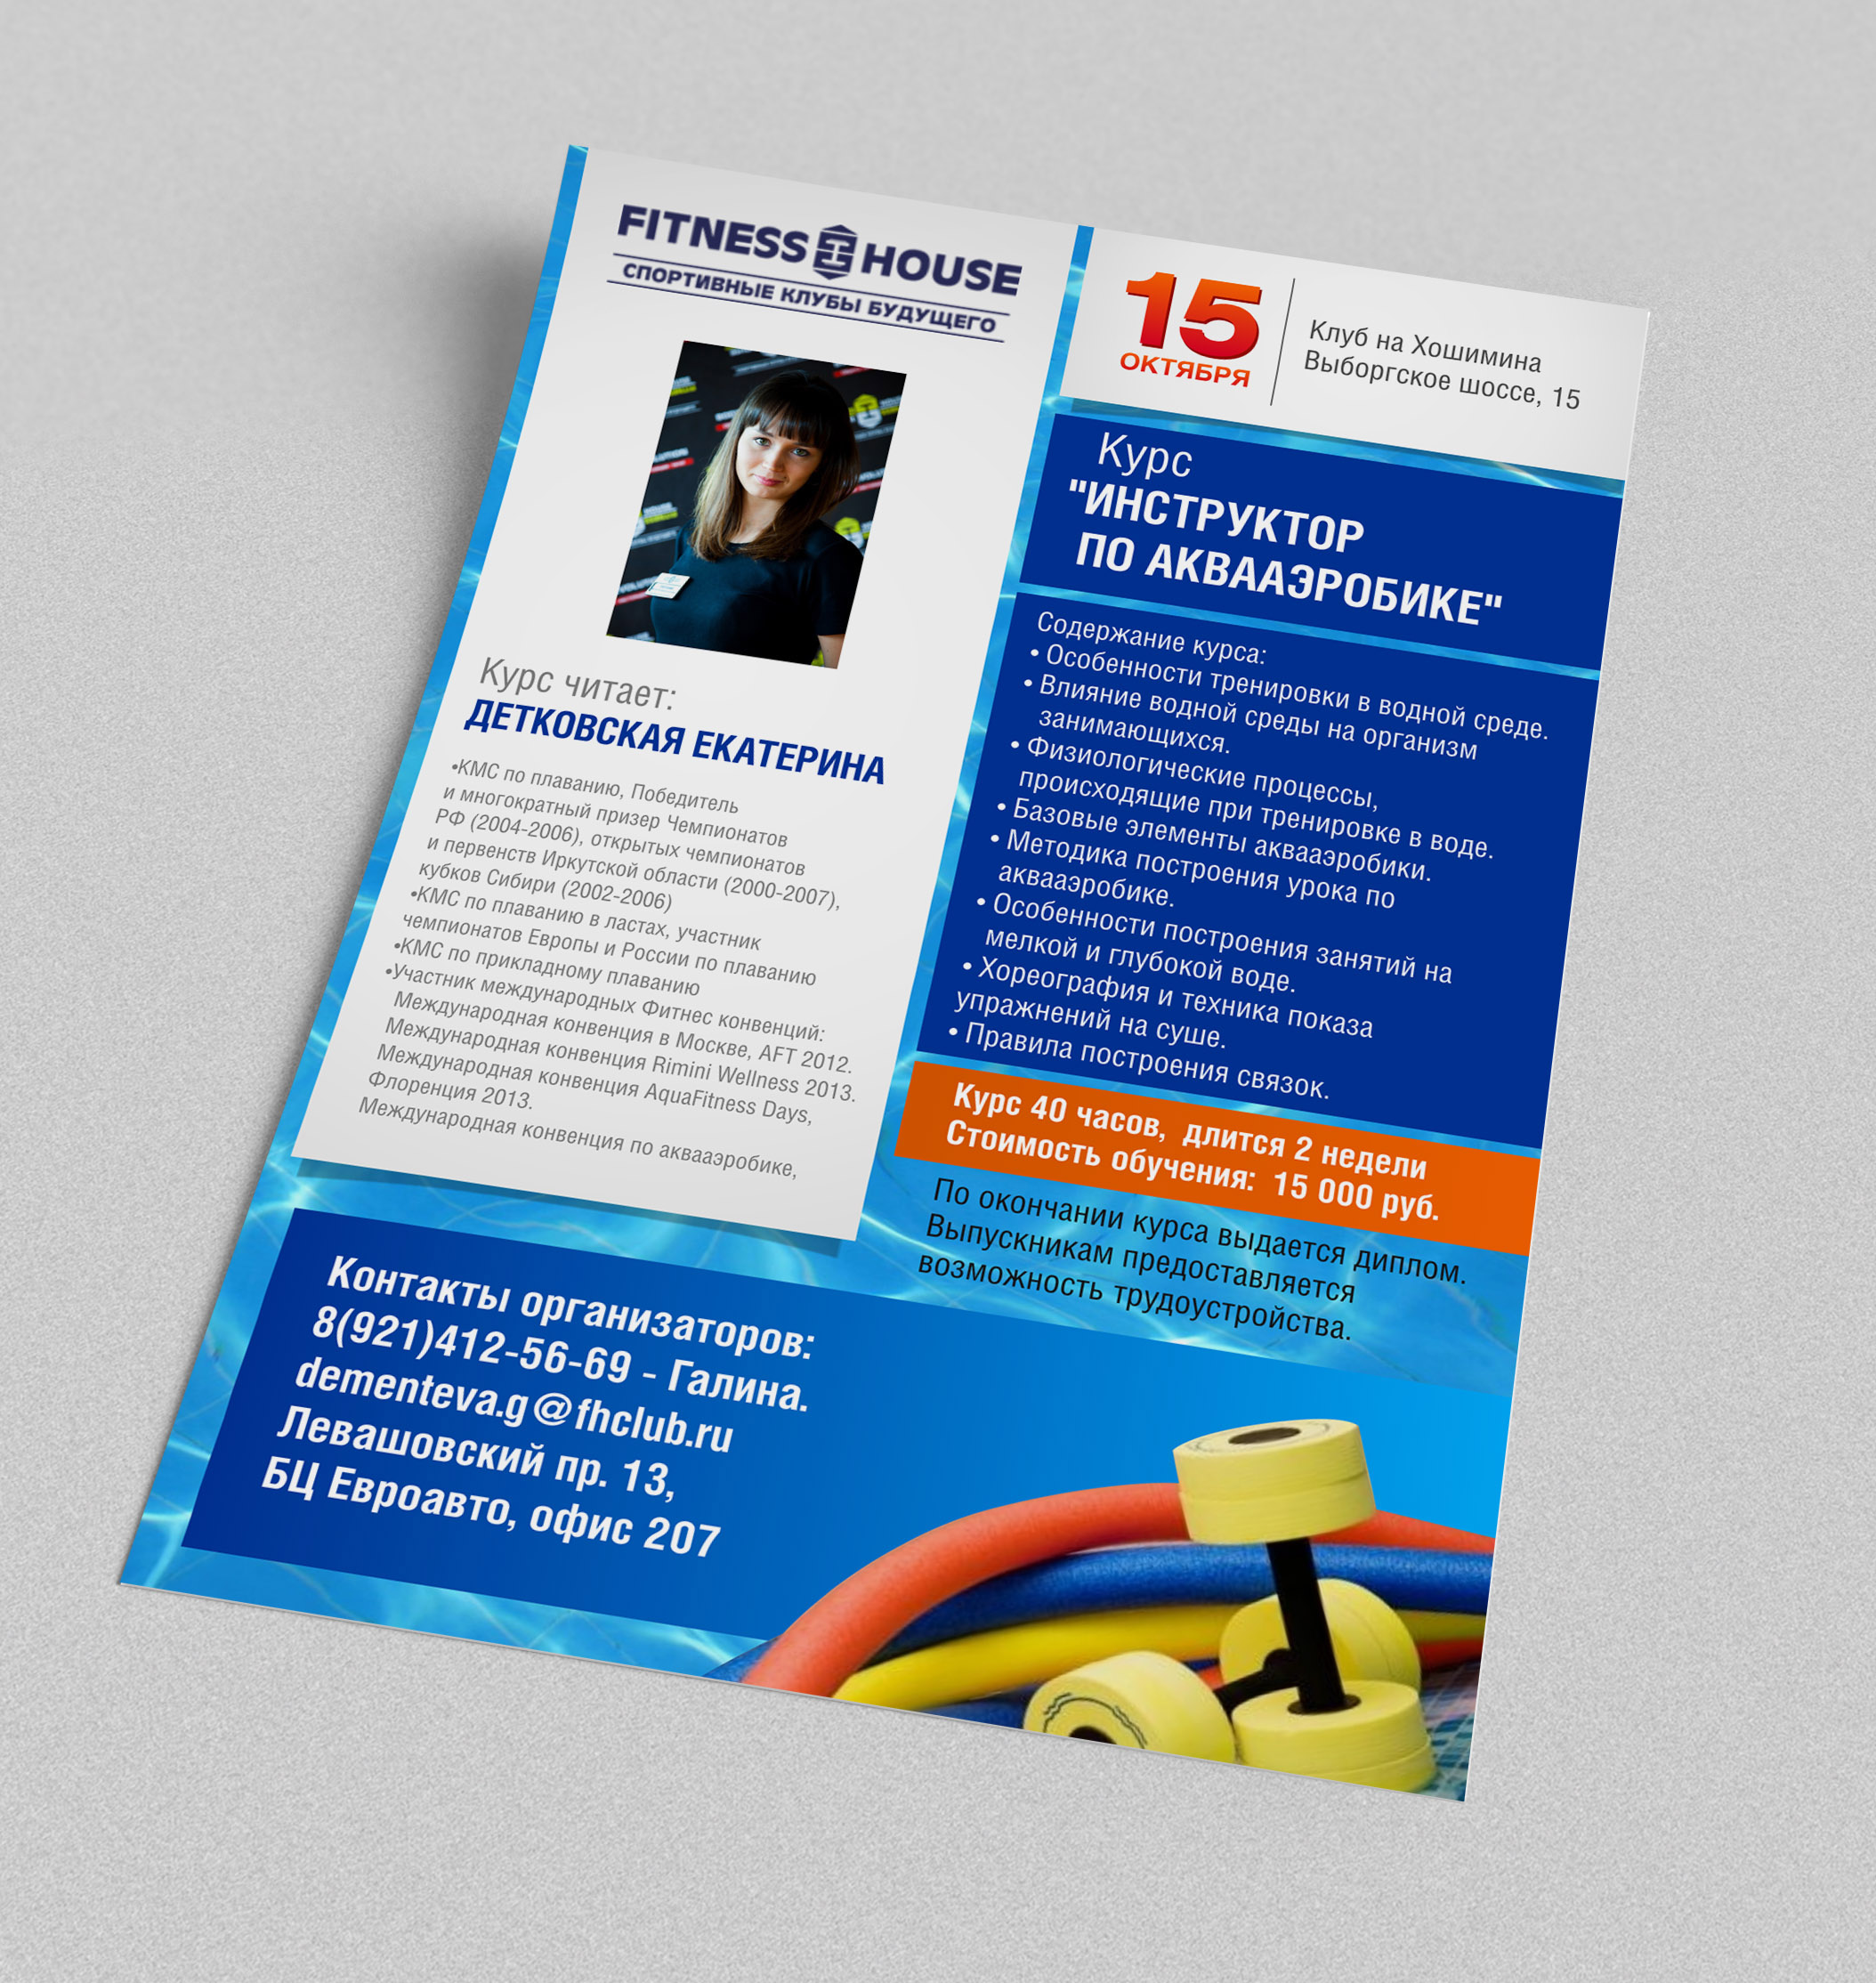 FITNESS HOUSE
СПОРТИВНЫЕ КЛУБЫ БУДУЩЕГО
Курс читает:
ДЕТКОВСКАЯ ЕКАТЕРИНА
•КМС по плаванию, Победитель
и многократный призер Чемпионатов
РФ (2004-2006), открытых чемпионатов
и первенств Иркутской области (2000-2007),
кубков Сибири (2002-2006)
•КМС по плаванию в ластах, участник
чемпионатов Европы и России по плаванию
•КМС по прикладному плаванию
•Участник международных Фитнес конвенций:
Международная конвенция в Москве, AFT 2012.
Международная конвенция Rimini Wellness 2013.
Международная конвенция AquaFitness Days,
Флоренция 2013.
Международная конвенция по аквааэробике,
15
ОКТЯБРЯ
Клуб на Хошимина
Выборгское шоссе, 15
Курс
"ИНСТРУКТОР
ПО АКВААЭРОБИКЕ"
Содержание курса:
• Особенности тренировки в водной среде.
• Влияние водной среды на организм
занимающихся.
• Физиологические процессы,
происходящие при тренировке в воде.
• Базовые элементы аквааэробики.
• Методика построения урока по
аквааэробике.
• Особенности построения занятий на
мелкой и глубокой воде.
• Хореография и техника показа
упражнений на суше.
• Правила построения связок.
Курс 40 часов, длится 2 недели
Стоимость обучения: 15 000 руб.
По окончании курса выдается диплом.
Выпускникам предоставляется
возможность трудоустройства.
Контакты организаторов:
8(921)412-56-69 - Галина.
dementeva.g@fhclub.ru
Левашовский пр. 13,
БЦ Евроавто, офис 207